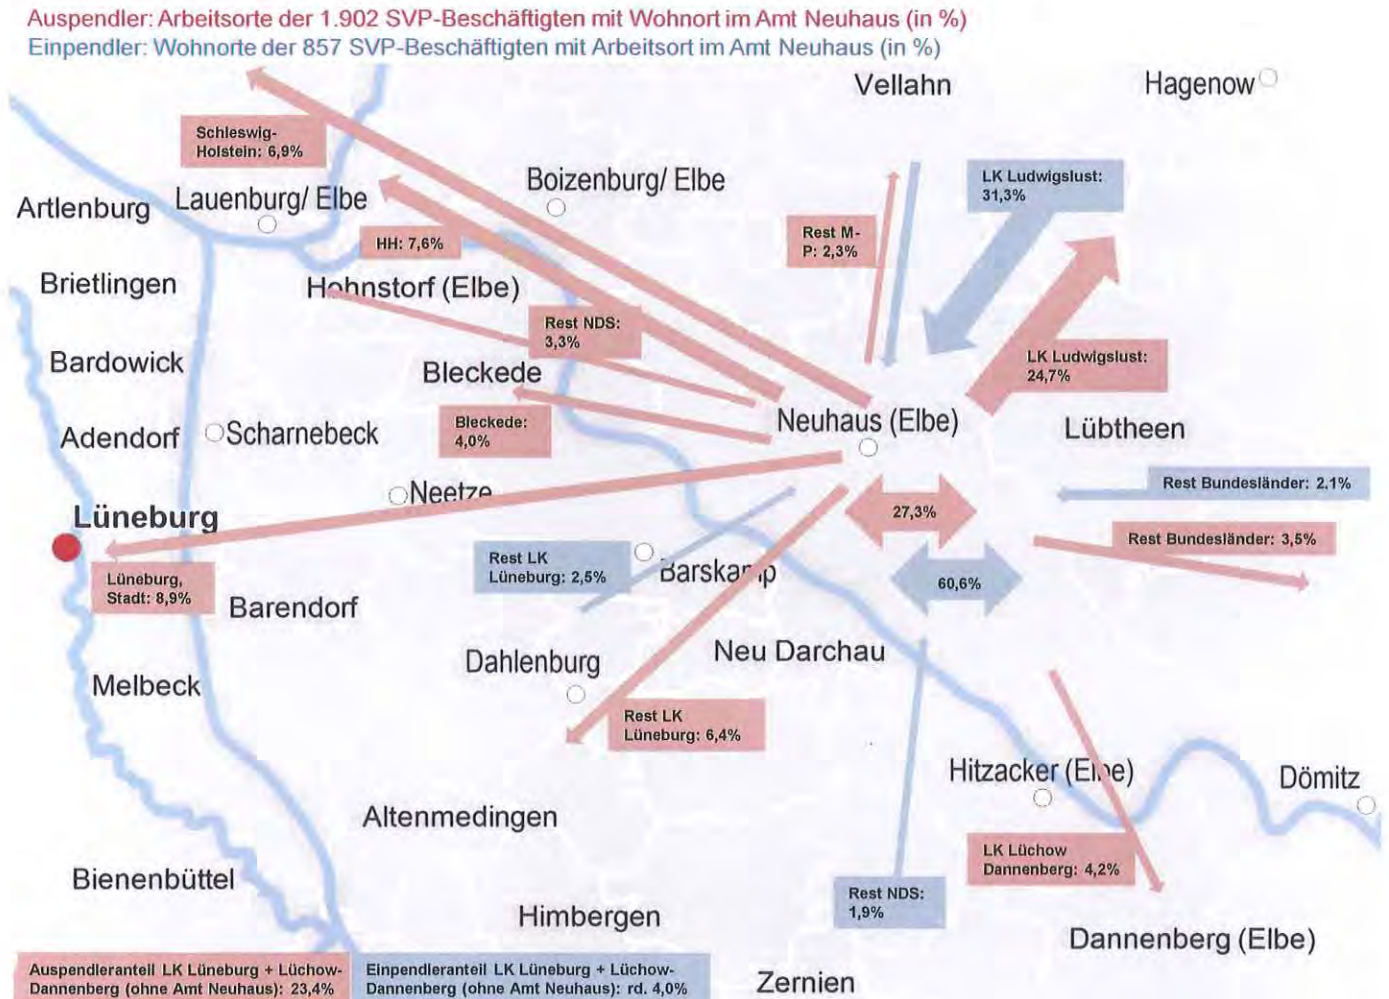 Auspendler: Arbeitsorte der 1.902 SVP-Beschäftigten mit Wohnort im Amt Neuhaus (in %)
Einpendler: Wohnorte der 857 SVP-Beschäftigten mit Arbeitsort im Amt Neuhaus (in %)
Vellahn
Hagenow
Schleswig-
Holstein: 6,9%
Boizenburg/ Elbe
LK Ludwigslust:
31,3%
Artlenburg
Lauenburg/ Elbe
HH: 7,6%
Rest M-
P: 2,3%
Brietlingen
Hohnstorf (Elbe)
Rest NDS:
3,3%
Bardowick
Bleckede
LK Ludwigslust:
24,7%
Adendorf
Scharnebeck
Bleckede:
4,0%
Neuhaus (Elbe)
Lübtheen
Neetze
Rest Bundesländer: 2.1%
Lüneburg
27,3%
Rest Bundesländer: 3,5%
Lüneburg,
Stadt: 8,9%
Rest LK
Lüneburg: 2,5%
Barskamp
60,6%
Barendorf
Dahlenburg
Neu Darchau
Melbeck
Rest LK
Lüneburg: 6,4%
Hitzacker (Elbe)
Dömitz
Altenmedingen
LK Lüchow
Dannenberg: 4,2%
Bienenbüttel
Rest NDS:
1,9%
Himbergen
Dannenberg (Elbe)
Auspendleranteil LK Lüneburg + Lüchow-
Dannenberg (ohne Amt Neuhaus): 23,4%
Einpendleranteil LK Lüneburg + Lüchow-
Dannenberg (ohne Amt Neuhaus): rd. 4,0%
Zernien